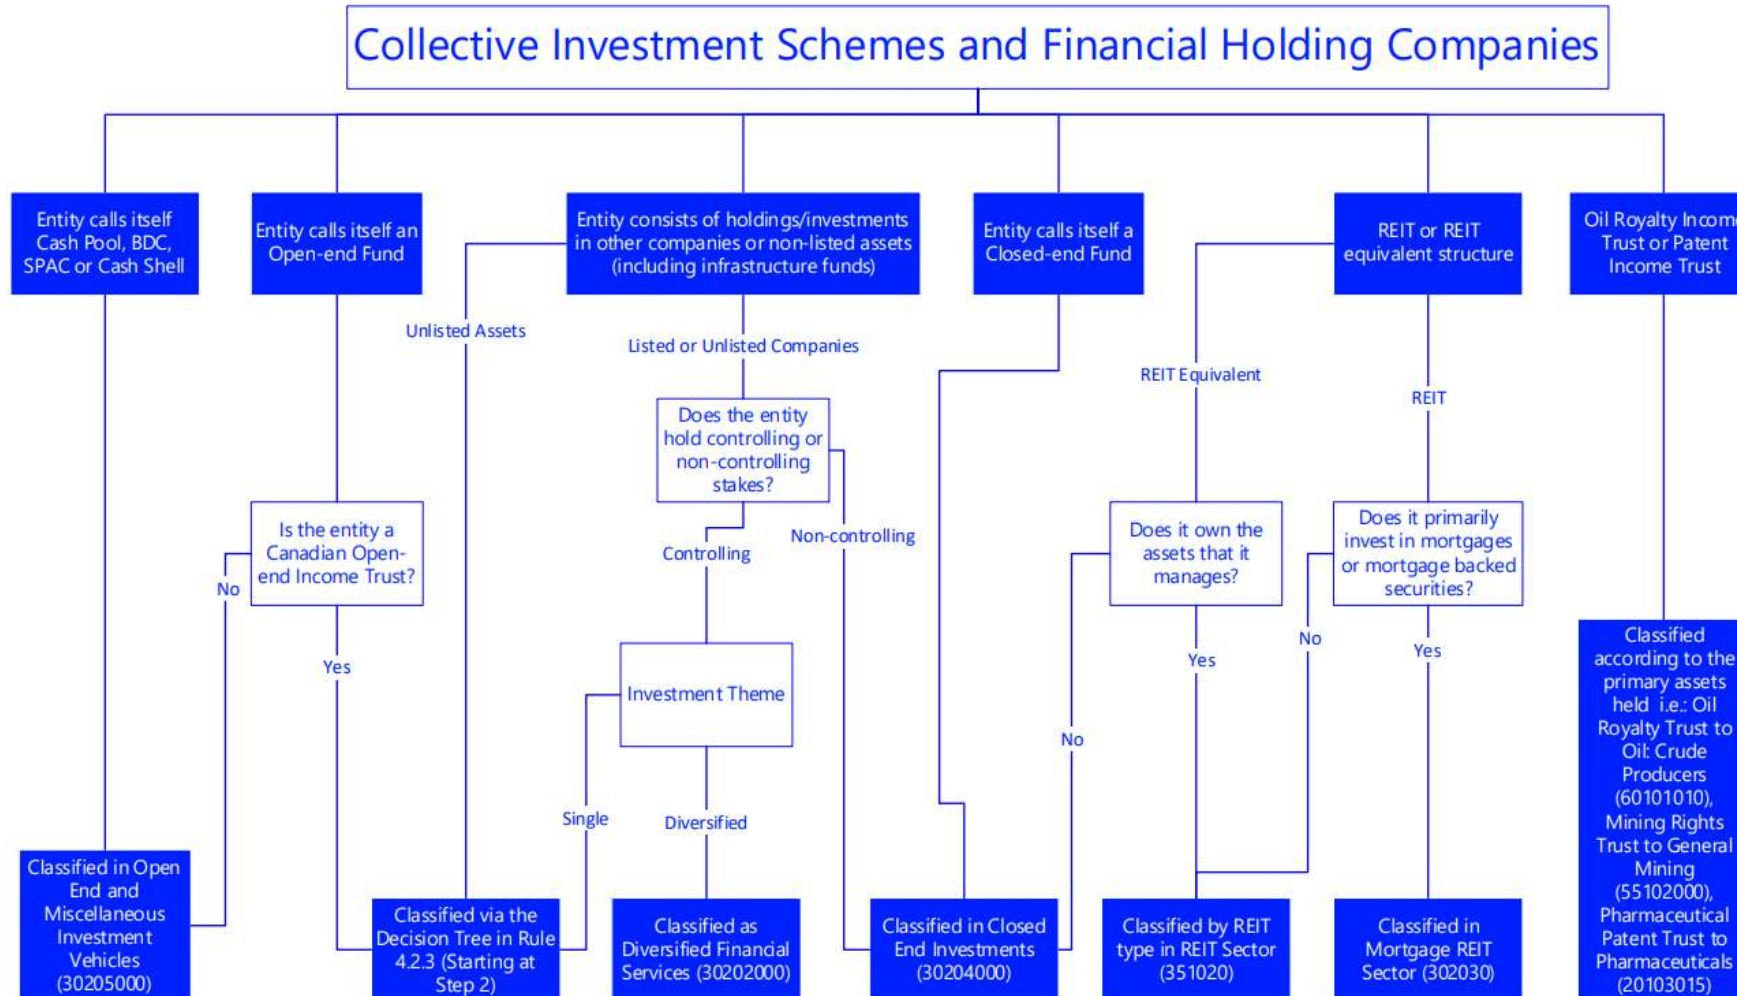 Collective Investment Schemes and Financial Holding Companies
Entity calls itself
Cash Pool, BDC,
SPAC or Cash Shell
Entity calls itself an
Open-end Fund
Entity consists of holdings/investments
in other companies or non-listed assets
(including infrastructure funds)
Entity calls itself a
Closed-end Fund
REIT or REIT
equivalent structure
Oil Royalty Income
Trust or Patent
Income Trust
Unlisted Assets
Listed or Unlisted Companies
REIT Equivalent
REIT
Does the entity
hold controlling or
non-controlling
stakes?
Is the entity a
Canadian Open-
end Income Trust?
Controlling
Non-controlling
Does it own the
assets that it
manages?
Does it primarily
invest in mortgages
or mortgage backed
securities?
No
Yes
Investment Theme
Yes
No
Yes
Single
Diversified
No
Classified in Open
End and
Miscellaneous
Investment
Vehicles
(30205000)
Classified via the
Decision Tree in Rule
4.2.3 (Starting at
Step 2)
Classified as
Diversified Financial
Services (30202000)
Classified in Closed
End Investments
(30204000)
Classified by REIT
type in REIT Sector
(351020)
Classified in
Mortgage REIT
Sector (302030)
Classified
according to the
primary assets
held i.e.: Oil
Royalty Trust to
Oil: Crude
Producers
(60101010),
Mining Rights
Trust to General
Mining
(55102000),
Pharmaceutical
Patent Trust to
Pharmaceuticals
(20103015)